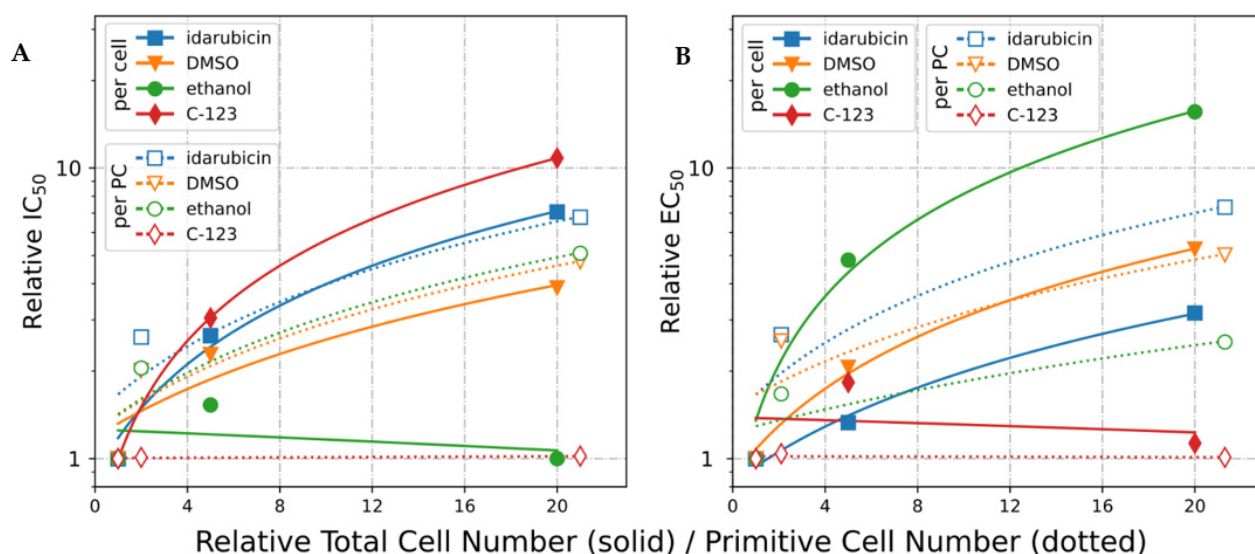 A
per cell
idarubicin
DMSO
ethanol
C-123
per PC
idarubicin
DMSO
ethanol
C-123
Relative IC₅₀
10
1
0 4 8 12 16 20
B
per cell
idarubicin
DMSO
ethanol
C-123
per PC
idarubicin
DMSO
ethanol
C-123
Relative EC₅₀
10
1
0 4 8 12 16 20
Relative Total Cell Number (solid) / Primitive Cell Number (dotted)